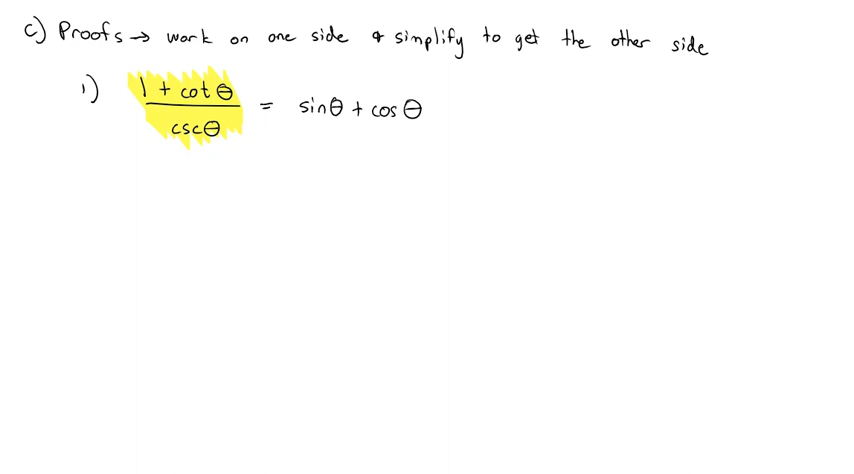 c) Proofs → work on one side & simplify to get the other side
1) 1 + cot θ
csc θ
= sin θ + cos θ